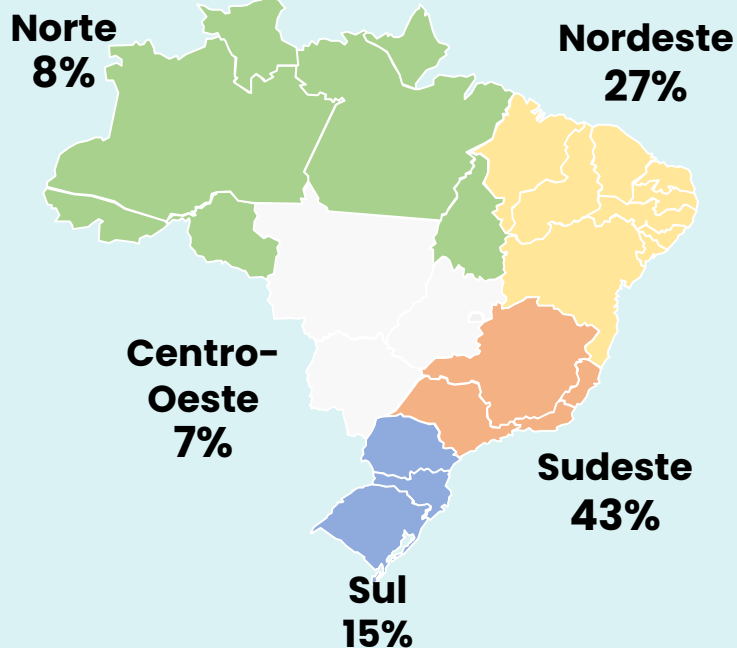 Norte
8%
Nordeste
27%
Centro-
Oeste
7%
Sudeste
43%
Sul
15%